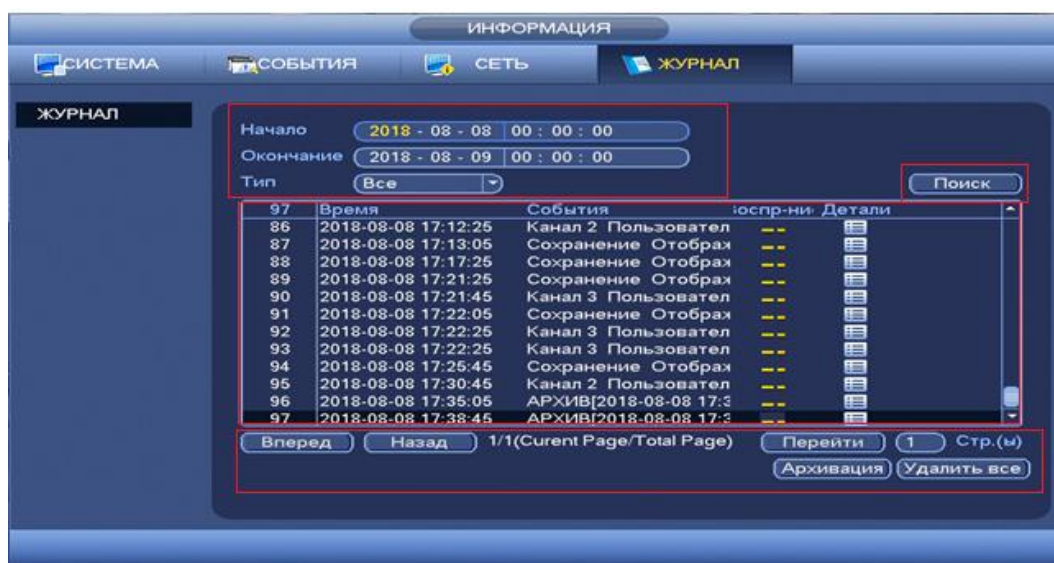 ИНФОРМАЦИЯ
СИСТЕМА СОБЫТИЯ СЕТЬ ЖУРНАЛ
ЖУРНАЛ
Начало 2018 - 08 - 08 00 : 00 : 00
Окончание 2018 - 08 - 09 00 : 00 : 00
Тип Все
Поиск
97 Время События Воспр-ни Детали
86 2018-08-08 17:12:25 Канал 2 Пользовател --
87 2018-08-08 17:13:05 Сохранение Отображ --
88 2018-08-08 17:17:25 Сохранение Отображ --
89 2018-08-08 17:21:25 Сохранение Отображ --
90 2018-08-08 17:21:45 Канал 3 Пользовател --
91 2018-08-08 17:22:05 Сохранение Отображ --
92 2018-08-08 17:22:25 Канал 3 Пользовател --
93 2018-08-08 17:22:25 Канал 3 Пользовател --
94 2018-08-08 17:25:45 Сохранение Отображ --
95 2018-08-08 17:30:45 Канал 2 Пользовател --
96 2018-08-08 17:35:05 АРХИВ[2018-08-08 17:3 --
97 2018-08-08 17:38:45 АРХИВ[2018-08-08 17:3 --
Вперед Назад 1/1(Curent Page/Total Page) Перейти 1 Стр.(ы)
Архивация Удалить все